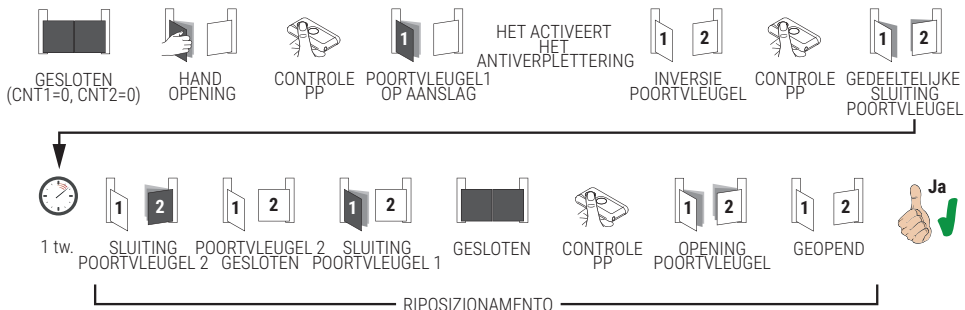 GESLOTEN
(CNT1=0, CNT2=0)
HAND
OPENING
CONTROLE
PP
1
POORTVLEUGEL1
OP AANSLAG
HET ACTIVEERT
HET
ANTIVERPLETTERING
1 2
INVERSIE
POORTVLEUGEL
CONTROLE
PP
1 2
GEDEELTELIJKE
SLUITING
POORTVLEUGEL
1 tw.
1 2
SLUITING
POORTVLEUGEL 2
1 2
POORTVLEUGEL 2
GESLOTEN
1 2
SLUITING
POORTVLEUGEL 1
GESLOTEN
CONTROLE
PP
1 2
OPENING
POORTVLEUGEL
1 2
GEOPEND
Ja
RIPOSIZIONAMENTO